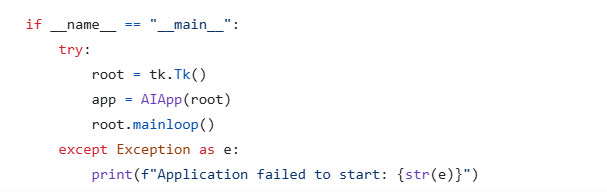 if __name__ == "__main__":
    try:
        root = tk.Tk()
        app = AIApp(root)
        root.mainloop()
    except Exception as e:
        print(f"Application failed to start: {str(e)}")